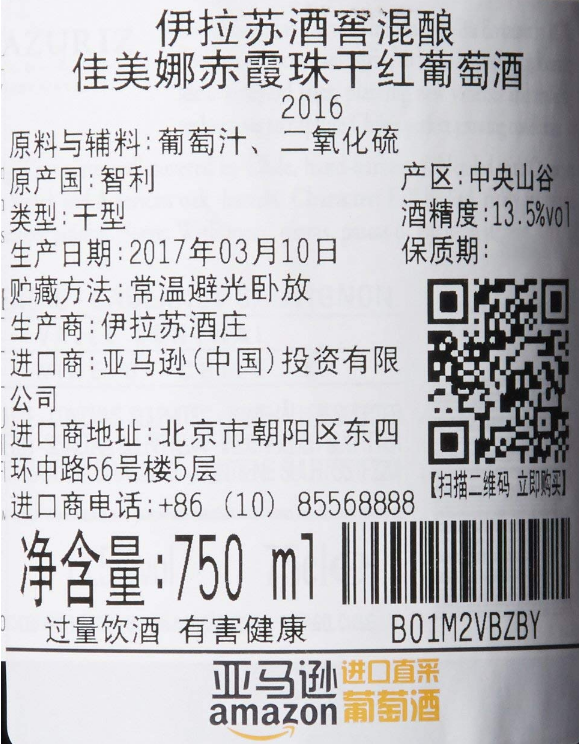 伊拉苏酒窖混酿
佳美娜赤霞珠干红葡萄酒
2016
原料与辅料:葡萄汁、二氧化硫
原产国:智利 产区:中央山谷
类型:干型 酒精度:13.5%vol
生产日期:2017年03月10日 保质期:
贮藏方法:常温避光卧放
生产商:伊拉苏酒庄
进口商:亚马逊(中国)投资有限
公司
进口商地址:北京市朝阳区东四
环中路56号楼5层
进口商电话:+86 (10) 85568888
【扫描二维码 立即购买】
净含量:750 ml
过量饮酒 有害健康
B01M2VBZBY
亚马逊 进口直采
amazon 葡萄酒